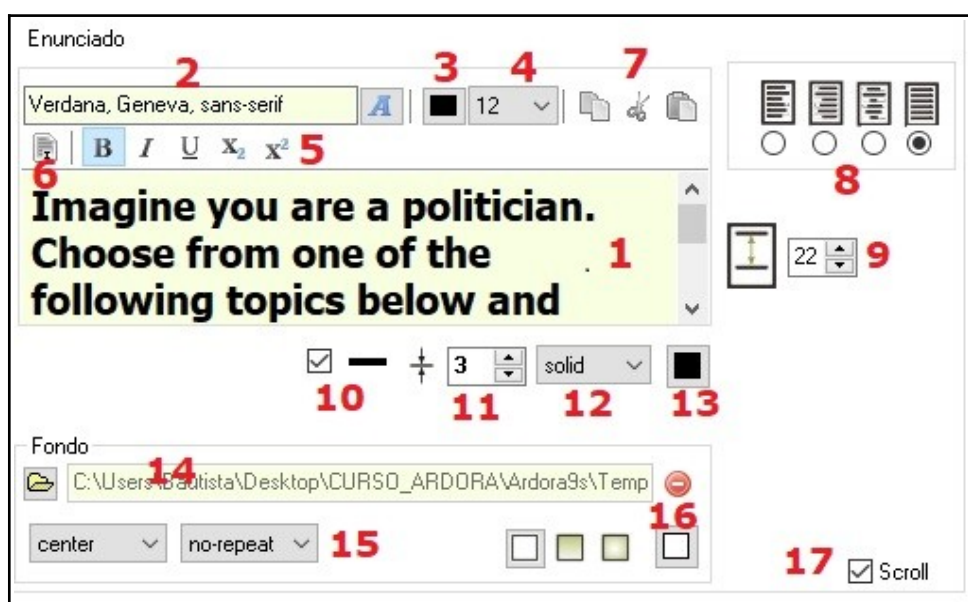 Enunciado
2 3 4 7
Verdana, Geneva, sans-serif A 12
6 B I U X₂ X² 5
8
Imagine you are a politician.
Choose from one of the 1
following topics below and
22 9
3 solid
10 11 12 13
Fondo
14
C:\Users\Bautista\Desktop\CURSO_ARDORA\Ardora9s\Temp
16
center no-repeat 15
17 Scroll